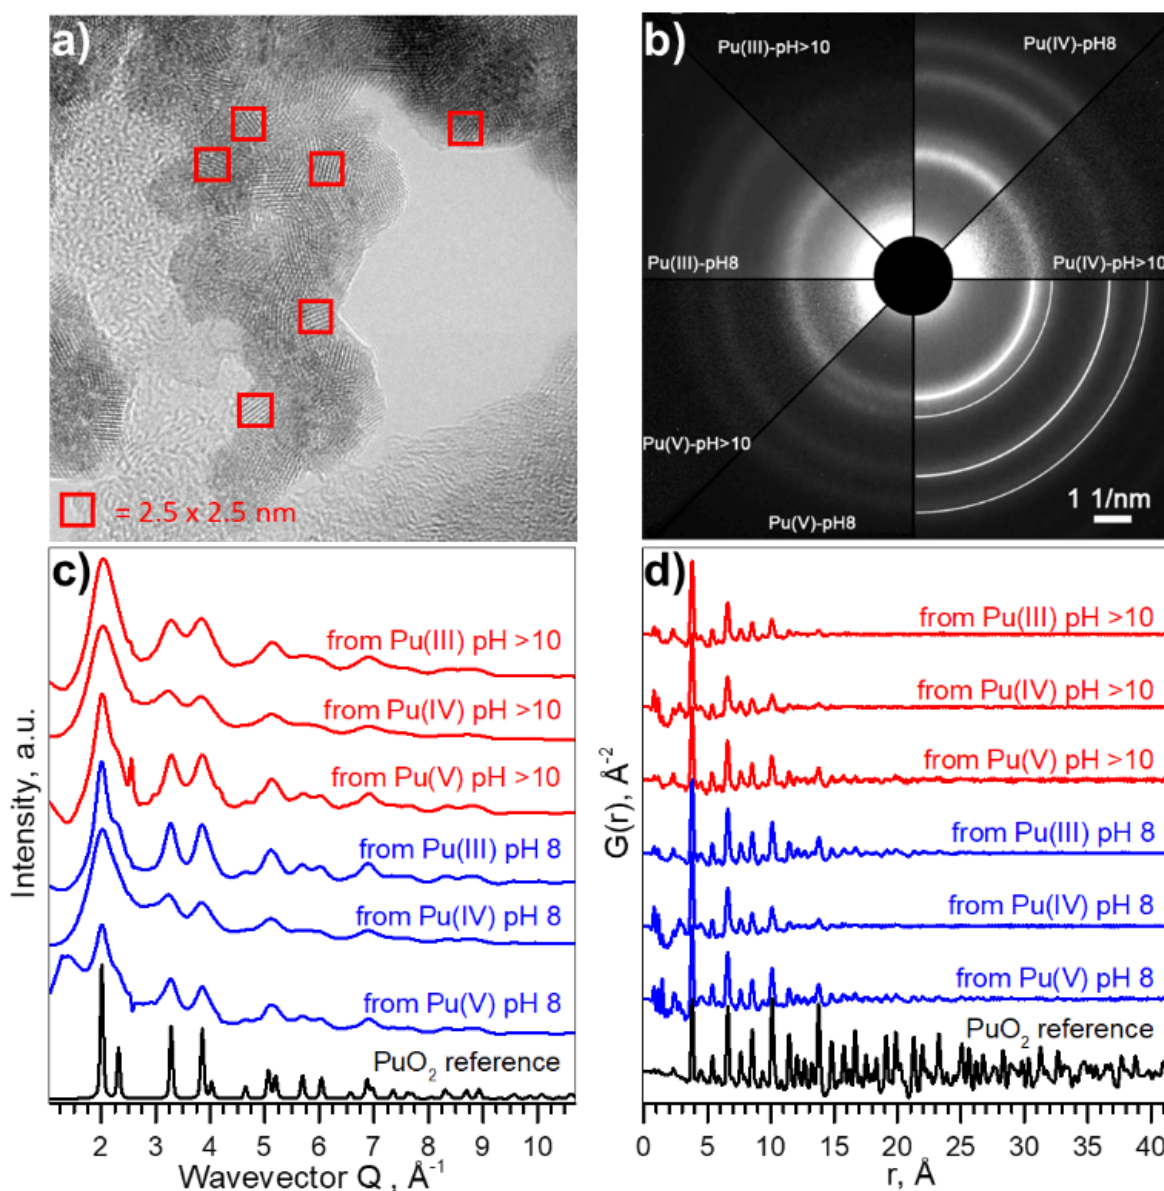 a)
= 2.5 x 2.5 nm
b)
Pu(III)-pH>10
Pu(IV)-pH8
Pu(III)-pH8
Pu(IV)-pH>10
Pu(V)-pH>10
Pu(V)-pH8
1 1/nm
c)
from Pu(III) pH >10
from Pu(IV) pH >10
from Pu(V) pH >10
from Pu(III) pH 8
from Pu(IV) pH 8
from Pu(V) pH 8
PuO₂ reference
Intensity, a.u.
2 3 4 5 6 7 8 9 10
Wavevector Q , Å⁻¹
d)
from Pu(III) pH >10
from Pu(IV) pH >10
from Pu(V) pH >10
from Pu(III) pH 8
from Pu(IV) pH 8
from Pu(V) pH 8
PuO₂ reference
G(r), Å⁻²
0 5 10 15 20 25 30 35 40
r, Å